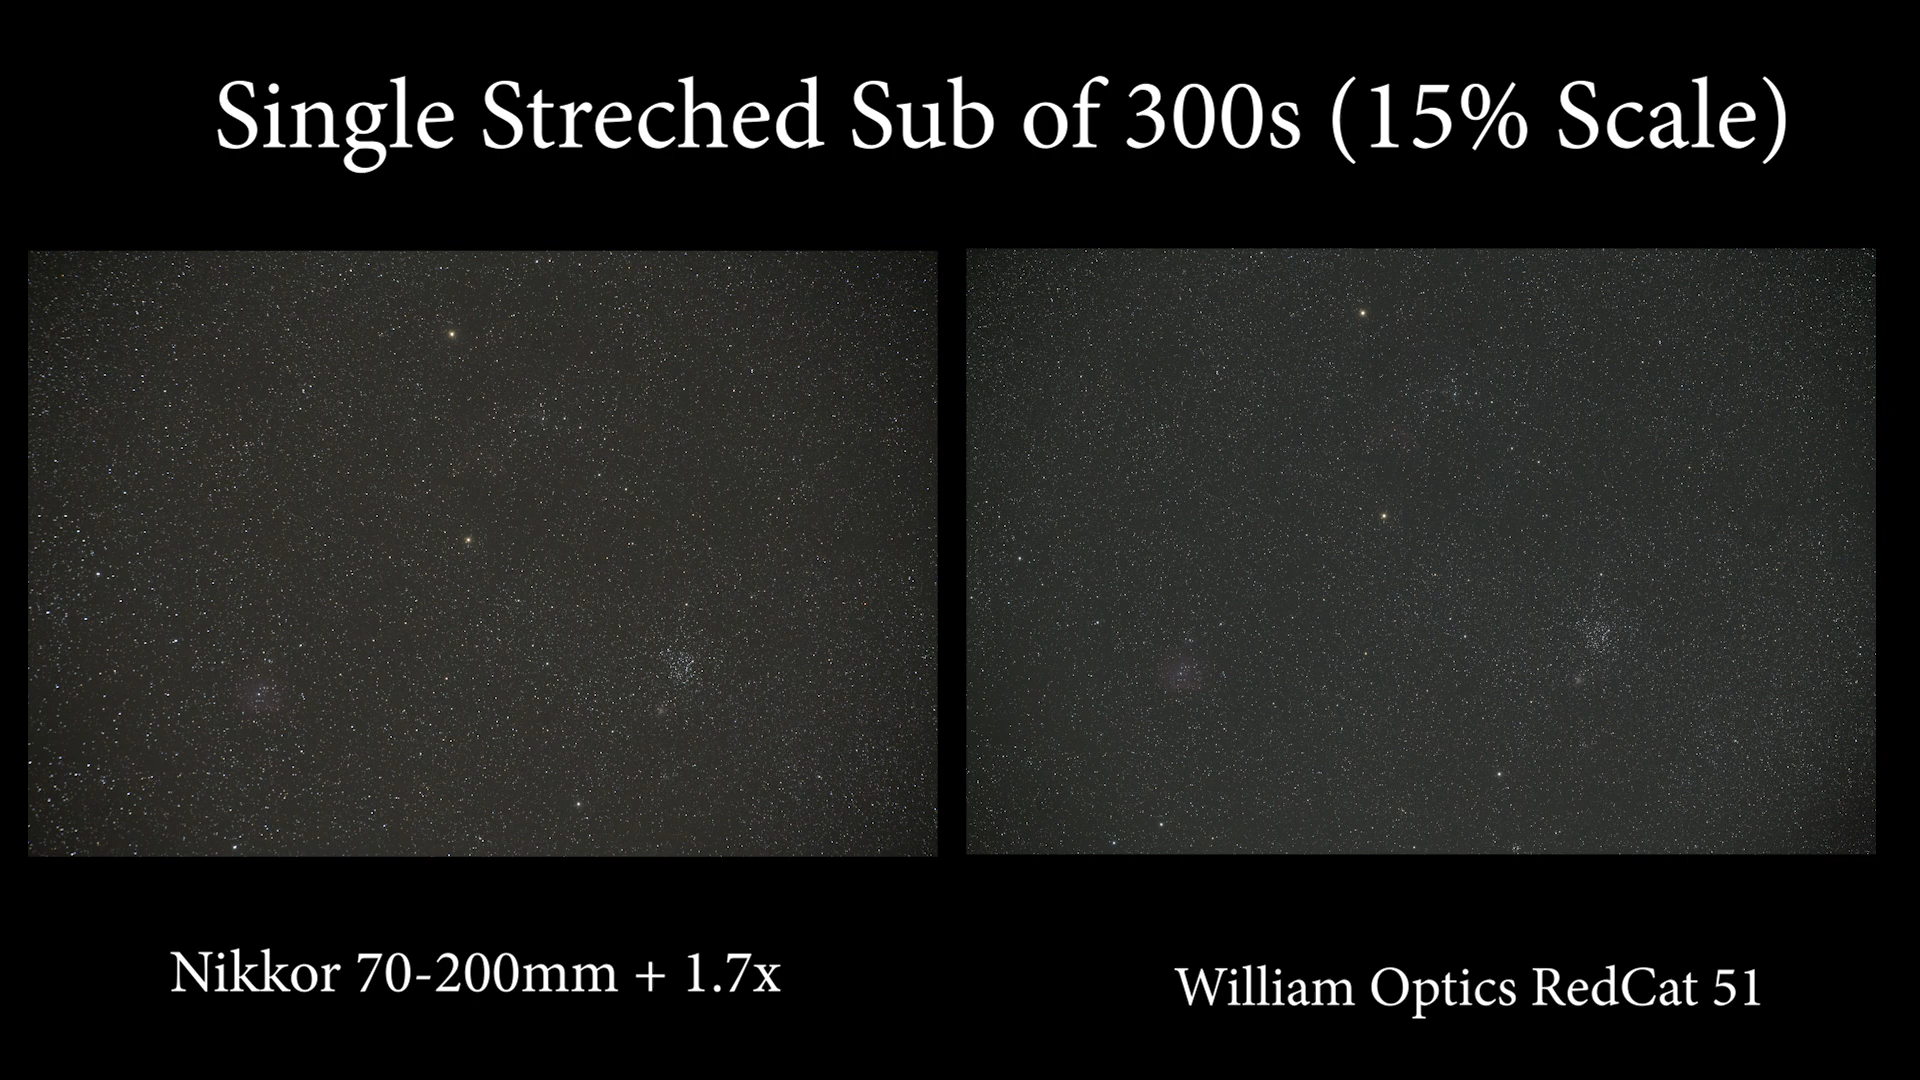 Single Streched Sub of 300s (15% Scale)
Nikkor 70-200mm + 1.7x
William Optics RedCat 51